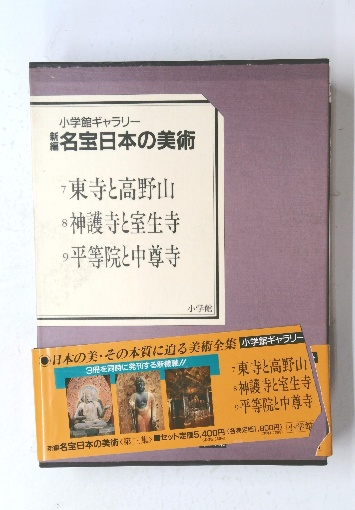 小学館ギャラリー
新編 名宝日本の美術
7 東寺と高野山
8 神護寺と室生寺
9 平等院と中尊寺
小学館
●日本の美・その本質に迫る美術全集
小学館ギャラリー
3冊を同時に発刊する新機軸!!
7 東寺と高野山
8 神護寺と室生寺
9 平等院と中尊寺
新編 名宝日本の美術〈第三集〉■セット定価5,400円
小学館